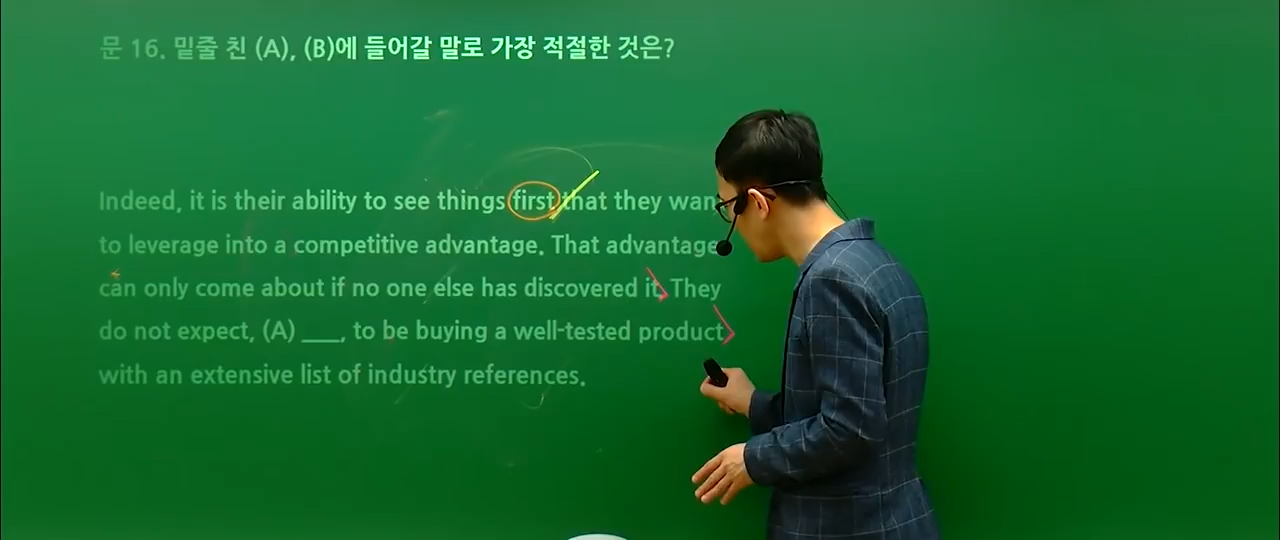 문 16. 밑줄 친 (A), (B)에 들어갈 말로 가장 적절한 것은?
Indeed, it is their ability to see things first that they wan
to leverage into a competitive advantage. That advantage
can only come about if no one else has discovered it. They
do not expect, (A) ___, to be buying a well-tested product
with an extensive list of industry references.